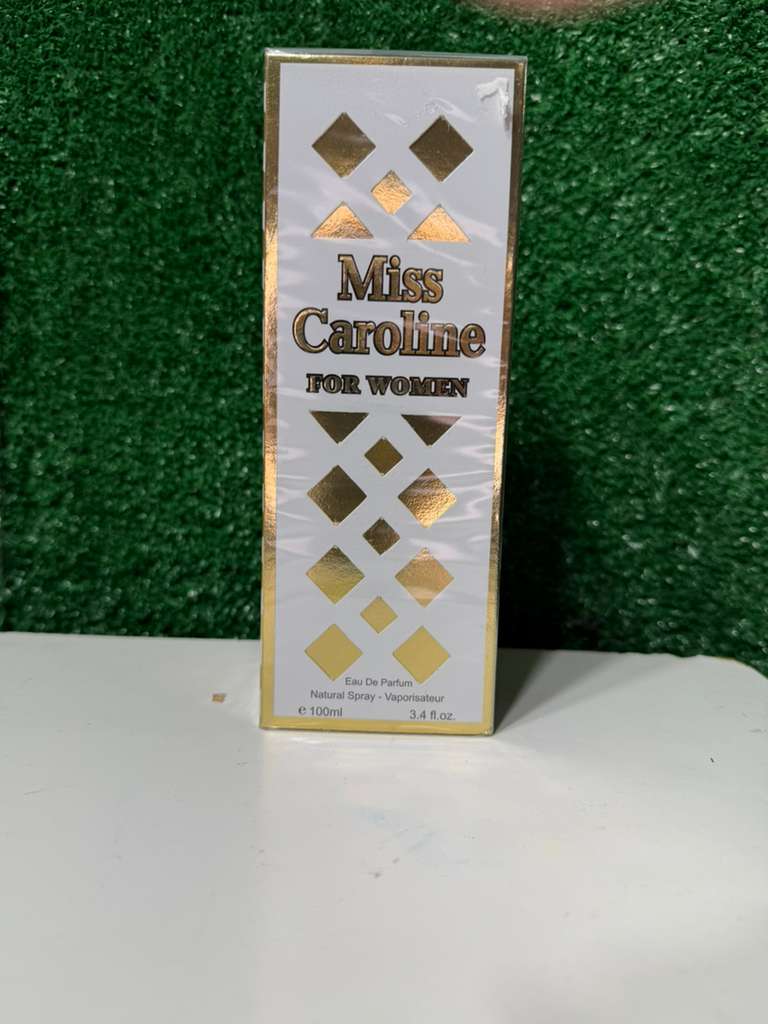 Miss
Caroline
FOR WOMEN
Eau De Parfum
Natural Spray - Vaporisateur
℮ 100ml 3.4 fl.oz.